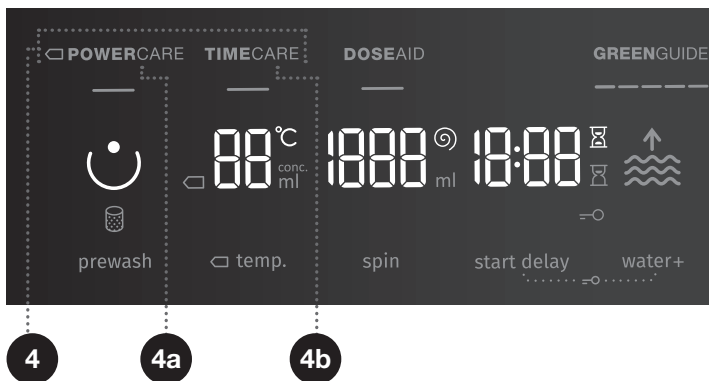 POWERCARE TIMECARE DOSEAID GREENGUIDE
88 °C 1888 18:88
conc.
ml ml
prewash temp. spin start delay water+
4 4a 4b